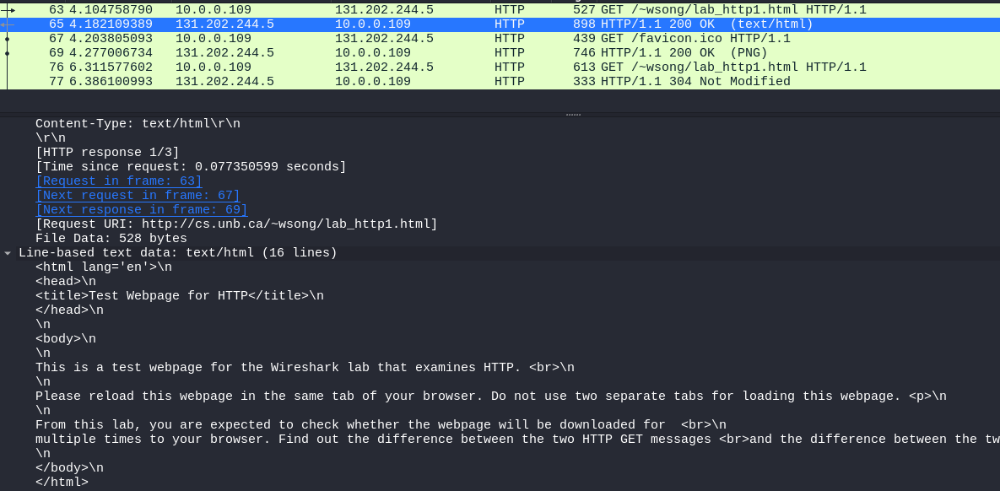 63 4.104758790 10.0.0.109 131.202.244.5 HTTP 527 GET /~wsong/lab_http1.html HTTP/1.1
65 4.182109389 131.202.244.5 10.0.0.109 HTTP 898 HTTP/1.1 200 OK  (text/html)
67 4.203805093 10.0.0.109 131.202.244.5 HTTP 439 GET /favicon.ico HTTP/1.1
69 4.277006734 131.202.244.5 10.0.0.109 HTTP 746 HTTP/1.1 200 OK  (PNG)
76 6.311577602 10.0.0.109 131.202.244.5 HTTP 613 GET /~wsong/lab_http1.html HTTP/1.1
77 6.386100993 131.202.244.5 10.0.0.109 HTTP 333 HTTP/1.1 304 Not Modified
Content-Type: text/html\r\n
\r\n
[HTTP response 1/3]
[Time since request: 0.077350599 seconds]
[Request in frame: 63]
[Next request in frame: 67]
[Next response in frame: 69]
[Request URI: http://cs.unb.ca/~wsong/lab_http1.html]
File Data: 528 bytes
Line-based text data: text/html (16 lines)
<html lang='en'>\n
<head>\n
<title>Test Webpage for HTTP</title>\n
</head>\n
\n
<body>\n
\n
This is a test webpage for the Wireshark lab that examines HTTP. <br>\n
\n
Please reload this webpage in the same tab of your browser. Do not use two separate tabs for loading this webpage. <p>\n
\n
From this lab, you are expected to check whether the webpage will be downloaded for  <br>\n
multiple times to your browser. Find out the difference between the two HTTP GET messages <br>and the difference between the tw
\n
</body>\n
</html>